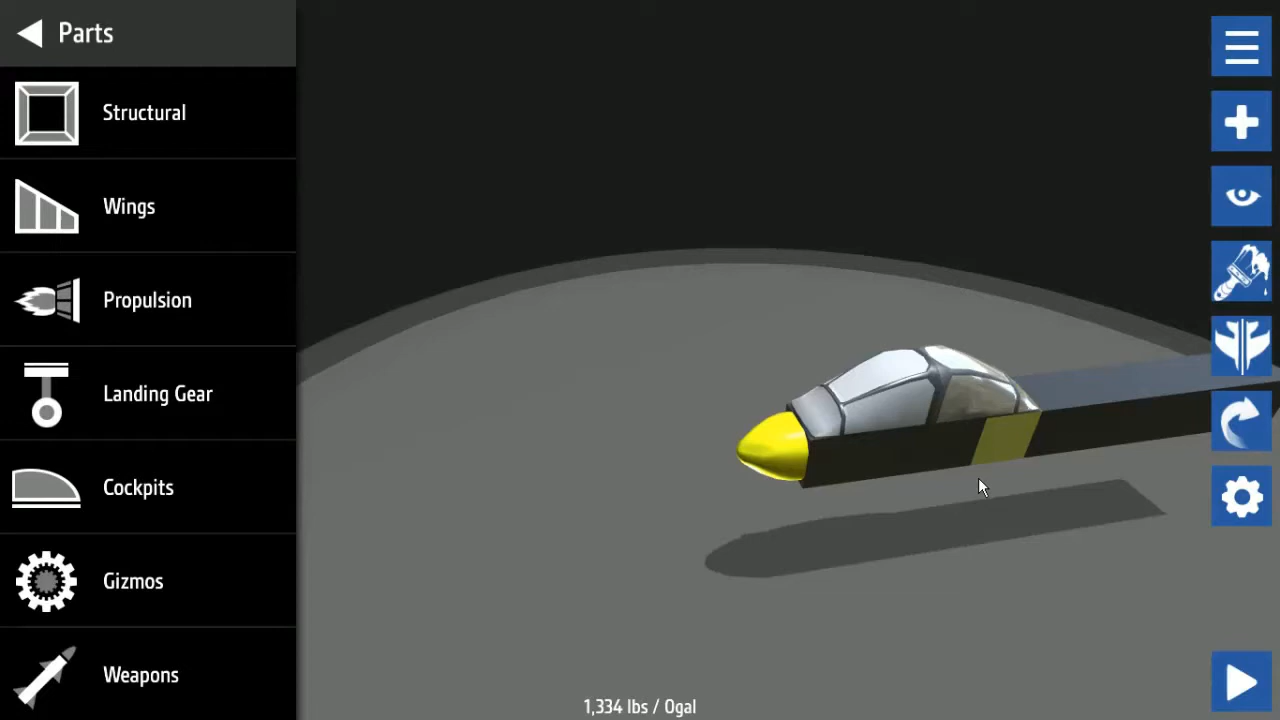 Parts
Structural
Wings
Propulsion
Landing Gear
Cockpits
Gizmos
Weapons
1,334 lbs / 0gal